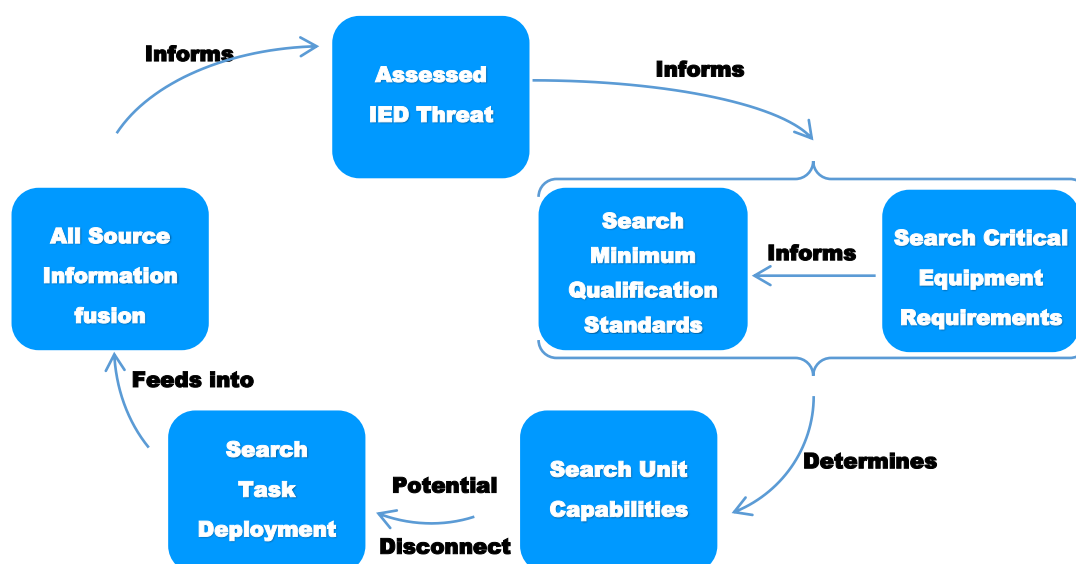 Informs
Assessed
IED Threat
Informs
All Source
Information
fusion
Search
Minimum
Qualification
Standards
Informs
Search Critical
Equipment
Requirements
Feeds into
Determines
Search
Task
Deployment
Potential
Disconnect
Search Unit
Capabilities